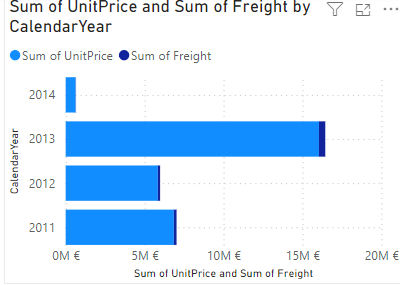 Sum of UnitPrice and Sum of Freight by
CalendarYear
Sum of UnitPrice Sum of Freight
CalendarYear
2014
2013
2012
2011
0M € 5M € 10M € 15M € 20M €
Sum of UnitPrice and Sum of Freight